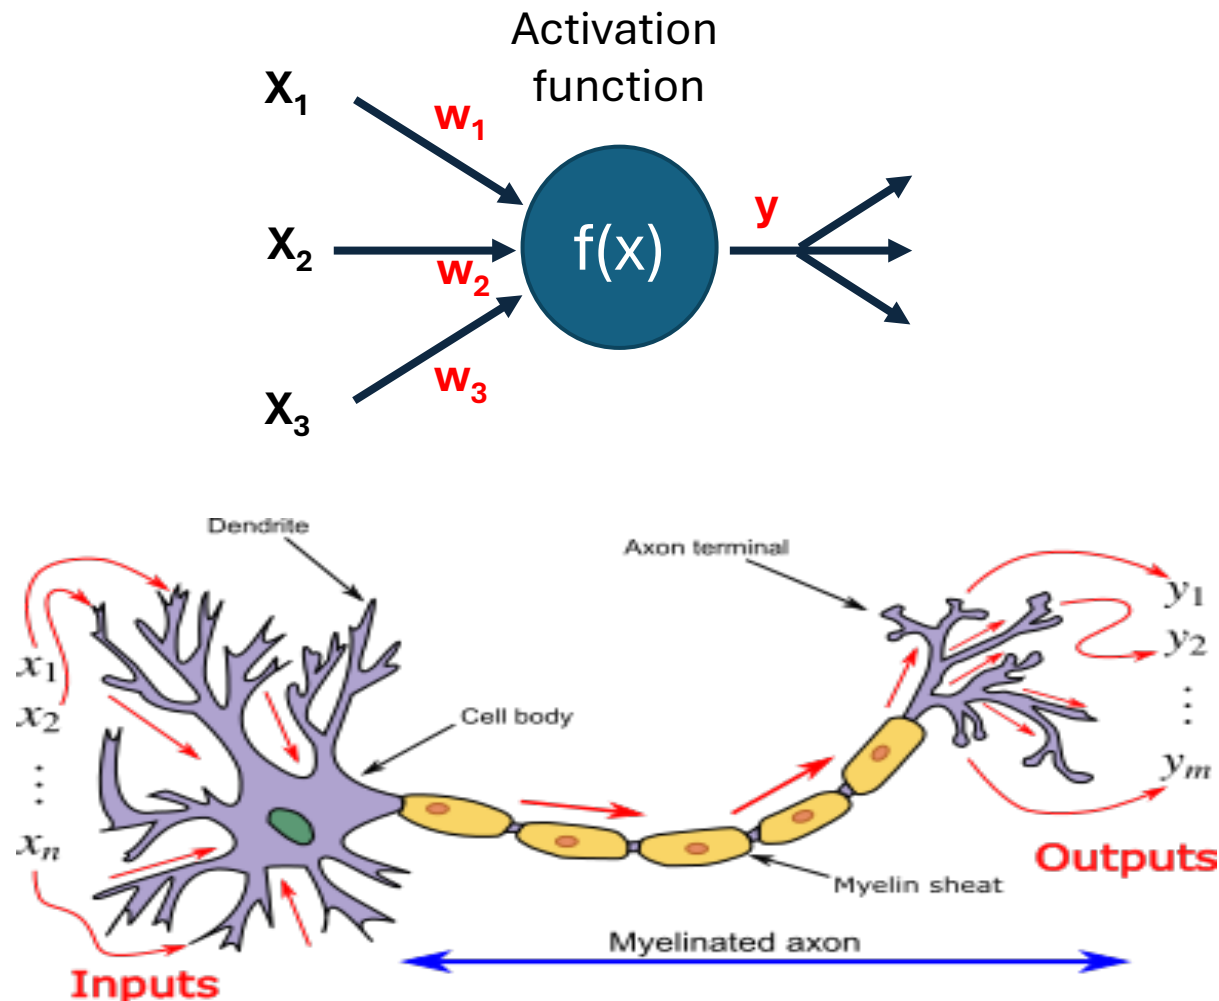 Activation
function
X₁
w₁
X₂
w₂
f(x)
y
X₃
w₃
Dendrite
Axon terminal
x₁
x₂
⋮
xₙ
Cell body
y₁
y₂
⋮
yₘ
Outputs
Myelin sheat
Myelinated axon
Inputs